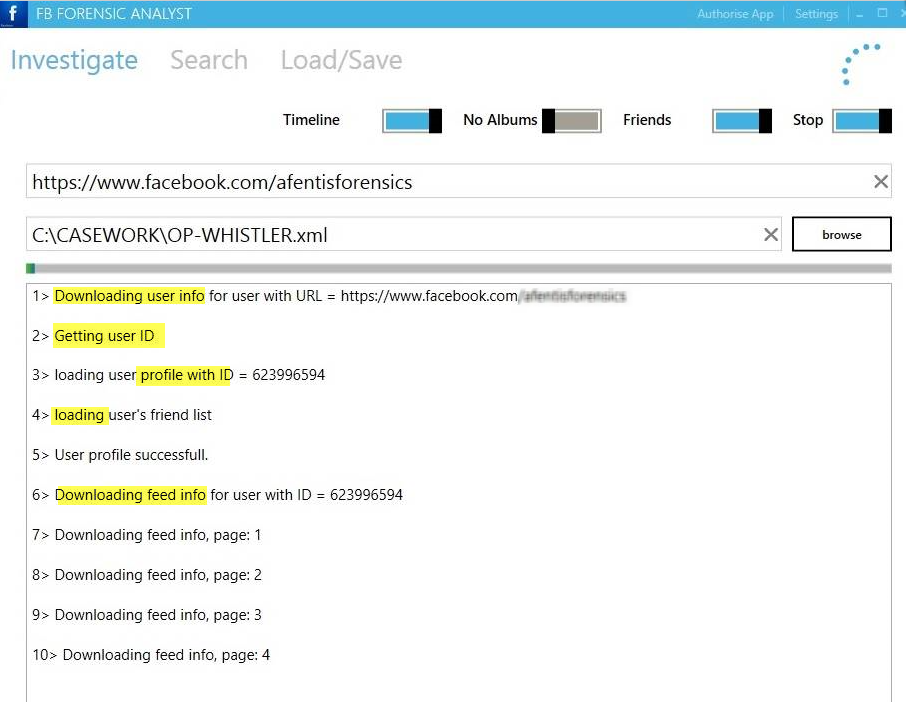 FB FORENSIC ANALYST Authorise App Settings
Investigate Search Load/Save
Timeline No Albums Friends Stop
https://www.facebook.com/afentisforensics
C:\CASEWORK\OP-WHISTLER.xml browse
1> Downloading user info for user with URL = https://www.facebook.com/afentisforensics
2> Getting user ID
3> loading user profile with ID = 623996594
4> loading user's friend list
5> User profile successfull.
6> Downloading feed info for user with ID = 623996594
7> Downloading feed info, page: 1
8> Downloading feed info, page: 2
9> Downloading feed info, page: 3
10> Downloading feed info, page: 4